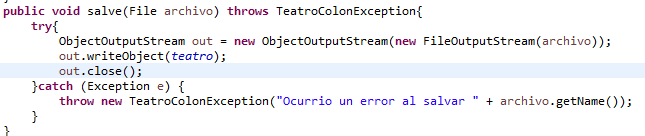 public void salve(File archivo) throws TeatroColonException{
    try{
        ObjectOutputStream out = new ObjectOutputStream(new FileOutputStream(archivo));
        out.writeObject(teatro);
        out.close();
    }catch (Exception e) {
        throw new TeatroColonException("Ocurrio un error al salvar " + archivo.getName());
    }
}